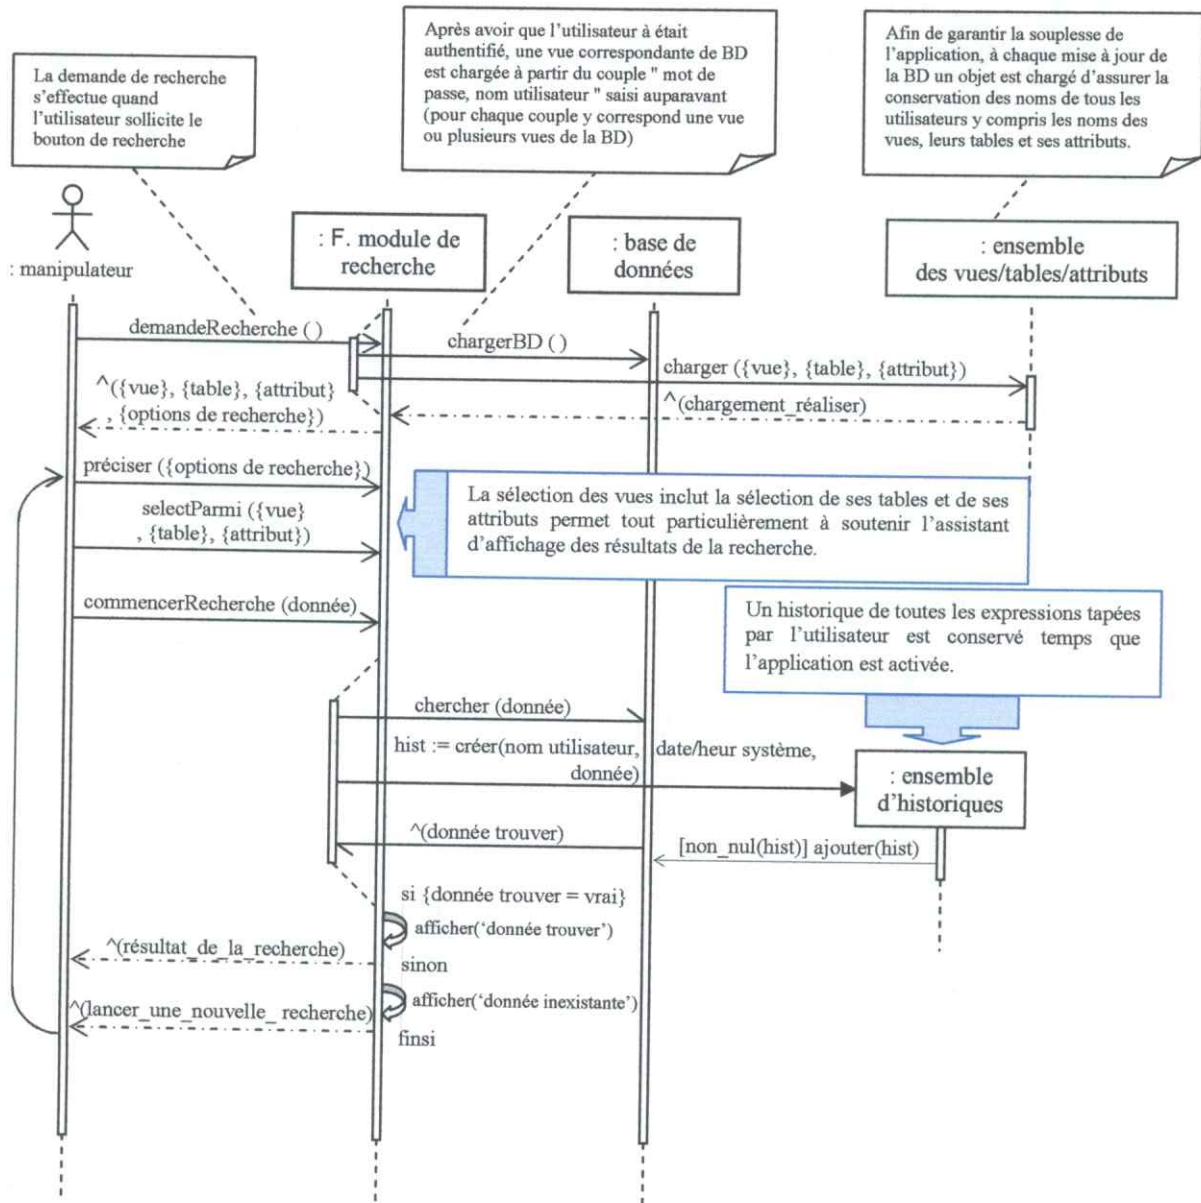 La demande de recherche
s'effectue quand
l'utilisateur sollicite le
bouton de recherche
Après avoir que l'utilisateur à était
authentifié, une vue correspondante de BD
est chargée à partir du couple " mot de
passe, nom utilisateur " saisi auparavant
(pour chaque couple y correspond une vue
ou plusieurs vues de la BD)
Afin de garantir la souplesse de
l'application, à chaque mise à jour de
la BD un objet est chargé d'assurer la
conservation des noms de tous les
utilisateurs y compris les noms des
vues, leurs tables et ses attributs.
: manipulateur
: F. module de
recherche
: base de
données
: ensemble
des vues/tables/attributs
demandeRecherche ( )
chargerBD ( )
charger ({vue}, {table}, {attribut})
^({vue}, {table}, {attribut}
, {options de recherche})
^(chargement_réaliser)
préciser ({options de recherche})
selectParmi ({vue}
, {table}, {attribut})
La sélection des vues inclut la sélection de ses tables et de ses
attributs permet tout particulièrement à soutenir l'assistant
d'affichage des résultats de la recherche.
commencerRecherche (donnée)
Un historique de toutes les expressions tapées
par l'utilisateur est conservé temps que
l'application est activée.
chercher (donnée)
hist := créer(nom utilisateur, date/heur système,
donnée)
: ensemble
d'historiques
^(donnée trouver)
[non_nul(hist)] ajouter(hist)
si {donnée trouver = vrai}
afficher('donnée trouver')
^(résultat_de_la_recherche)
sinon
afficher('donnée inexistante')
^(lancer_une_nouvelle_ recherche)
finsi